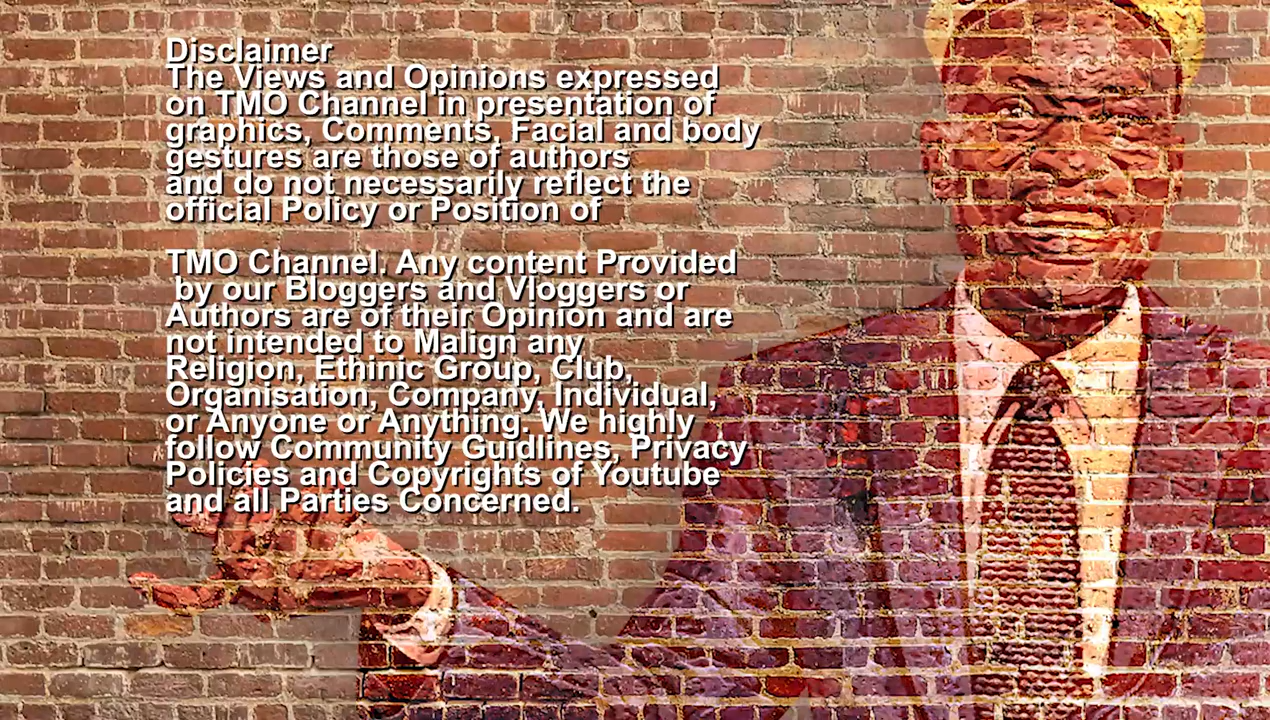 Disclaimer
The Views and Opinions expressed
on TMO Channel in presentation of
graphics, Comments, Facial and body
gestures are those of authors
and do not necessarily reflect the
official Policy or Position of
TMO Channel. Any content Provided
by our Bloggers and Vloggers or
Authors are of their Opinion and are
not intended to Malign any
Religion, Ethinic Group, Club,
Organisation, Company, Individual,
or Anyone or Anything. We highly
follow Community Guidlines, Privacy
Policies and Copyrights of Youtube
and all Parties Concerned.